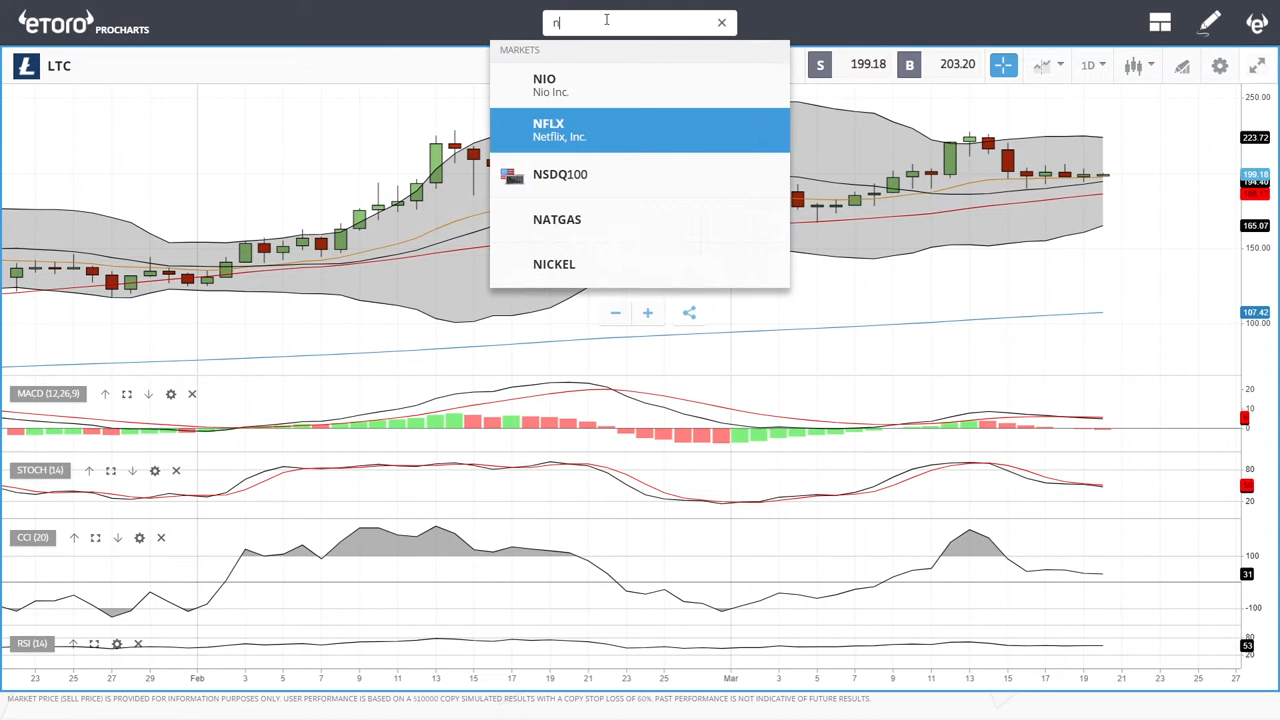 eTORO PROCHARTS
n
MARKETS
NIO
Nio Inc.
NFLX
Netflix, Inc.
NSDQ100
NATGAS
NICKEL
LTC
S 199.18 B 203.20 1D
250.00
223.72
199.18
194.40
165.07
150.00
107.42
100.00
MACD (12,26,9)
20
10
0
STOCH (14)
80
20
CCI (20)
100
31
-100
RSI (14)
80
53
20
23 25 27 29 Feb 3 5 7 9 11 13 15 17 19 21 23 25 Mar 3 5 7 9 11 13 15 17 19 21 23 25 27
MARKET PRICE (SELL PRICE) IS PROVIDED FOR INFORMATION PURPOSES ONLY. USER PERFORMANCE IS BASED ON A $10000 COPY SIMULATED RESULTS WITH A COPY STOP LOSS OF 60%. PAST PERFORMANCE IS NOT INDICATIVE OF FUTURE RESULTS.